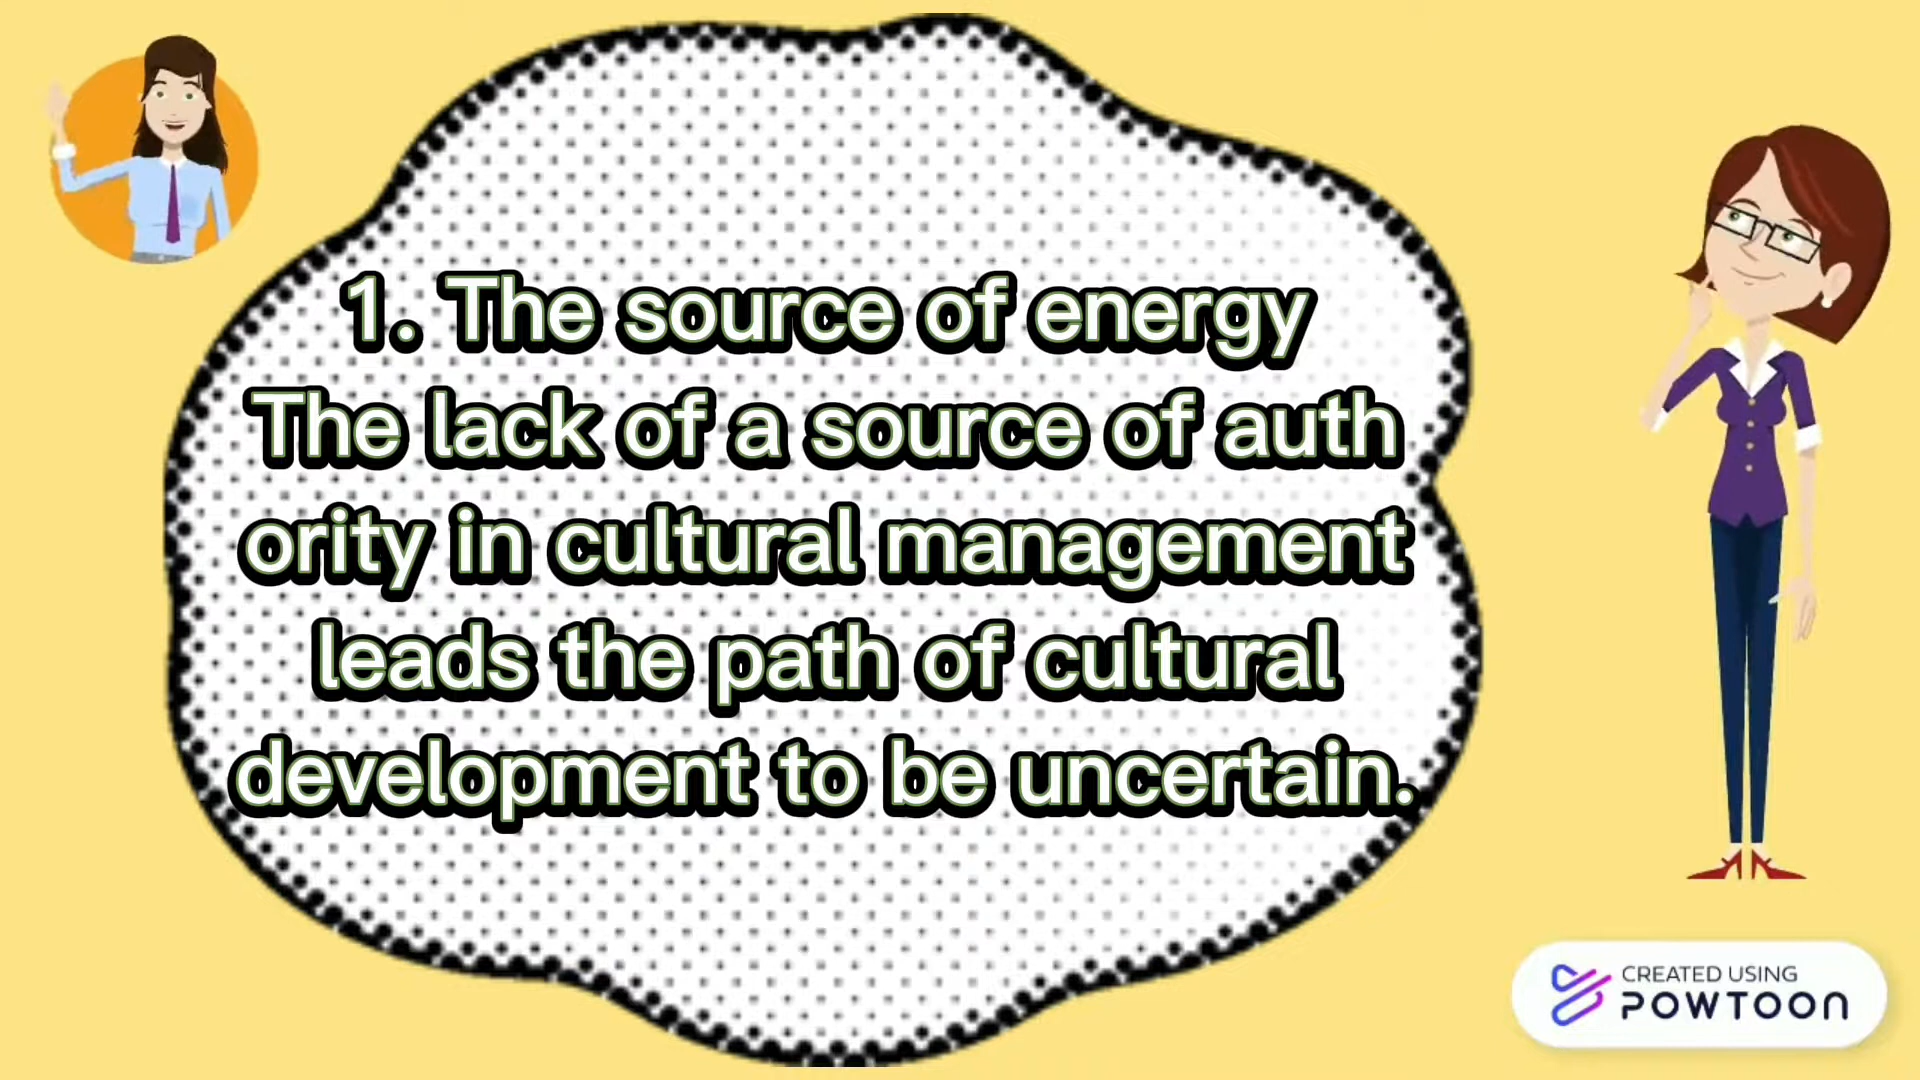 1. The source of energy
The lack of a source of auth
ority in cultural management
leads the path of cultural
development to be uncertain.
CREATED USING
POWTOON